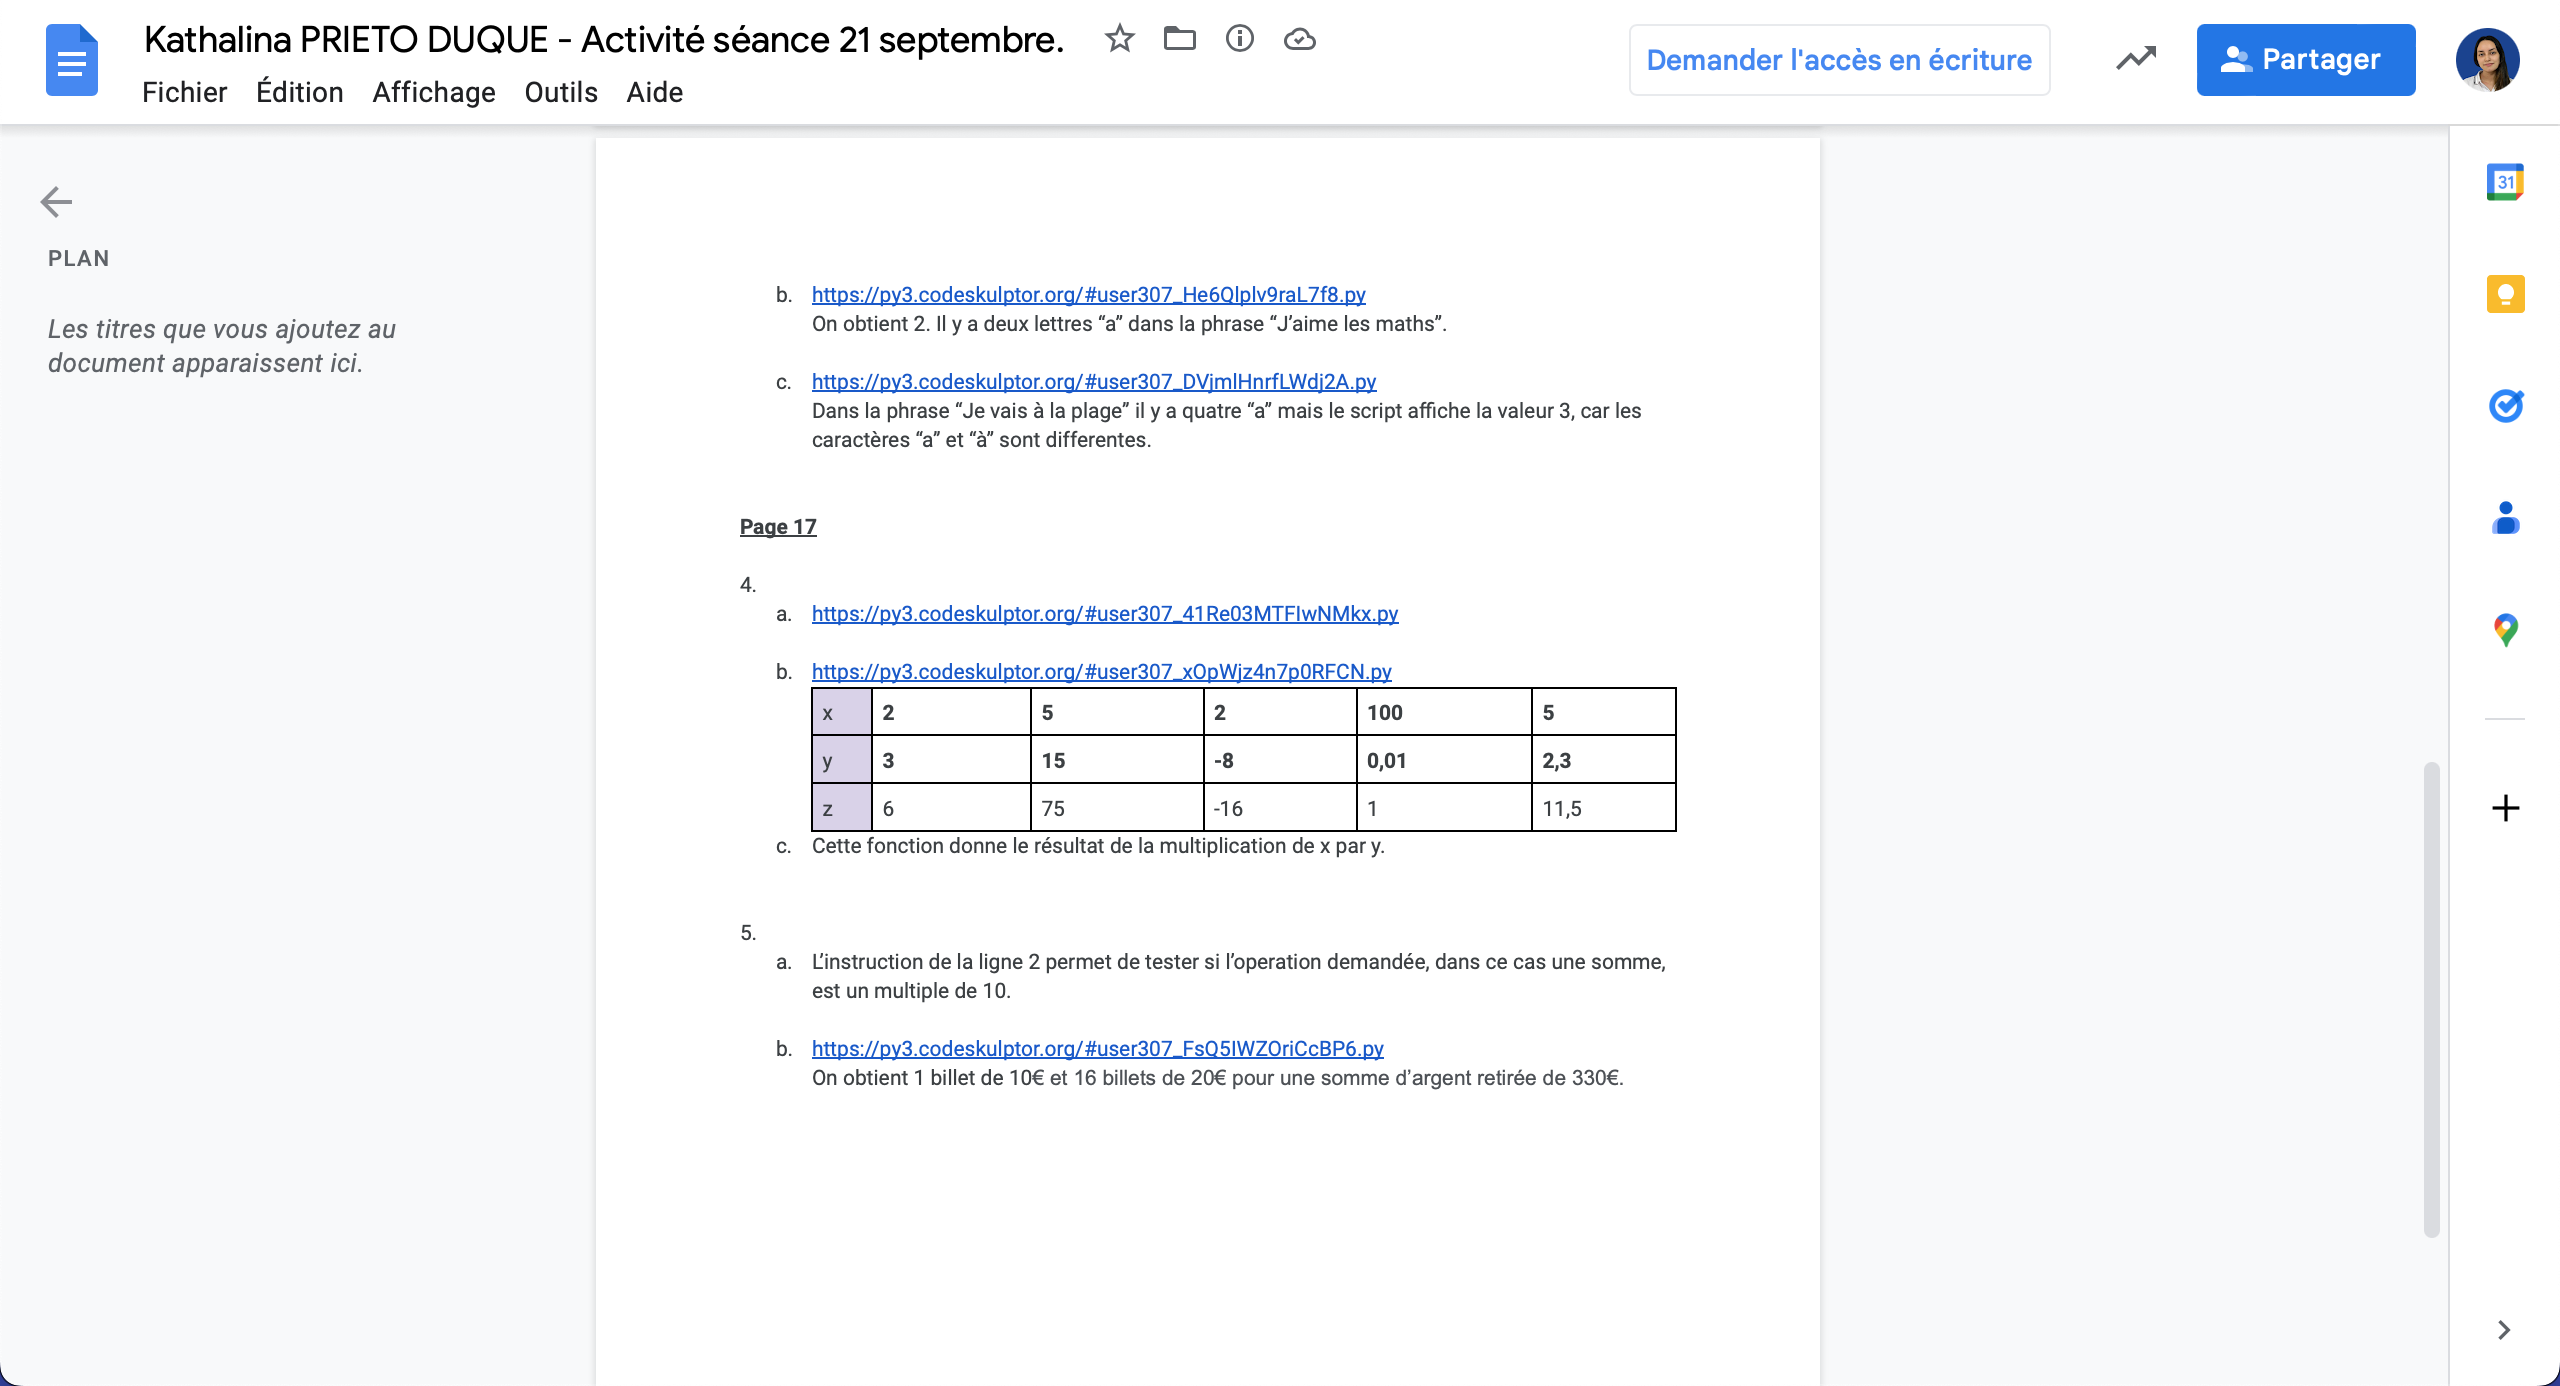 Kathalina PRIETO DUQUE - Activité séance 21 septembre.
Fichier Édition Affichage Outils Aide
Demander l'accès en écriture
Partager
PLAN
Les titres que vous ajoutez au
document apparaissent ici.
b. https://py3.codeskulptor.org/#user307_He6Qlplv9raL7f8.py
On obtient 2. Il y a deux lettres “a” dans la phrase “J’aime les maths”.
c. https://py3.codeskulptor.org/#user307_DVjmlHnrfLWdj2A.py
Dans la phrase “Je vais à la plage” il y a quatre “a” mais le script affiche la valeur 3, car les
caractères “a” et “à” sont differentes.
Page 17
4.
a. https://py3.codeskulptor.org/#user307_41Re03MTFIwNMkx.py
b. https://py3.codeskulptor.org/#user307_xOpWjz4n7p0RFCN.py
x 2 5 2 100 5
y 3 15 -8 0,01 2,3
z 6 75 -16 1 11,5
c. Cette fonction donne le résultat de la multiplication de x par y.
5.
a. L’instruction de la ligne 2 permet de tester si l’operation demandée, dans ce cas une somme,
est un multiple de 10.
b. https://py3.codeskulptor.org/#user307_FsQ5IWZOriCcBP6.py
On obtient 1 billet de 10€ et 16 billets de 20€ pour une somme d’argent retirée de 330€.
31